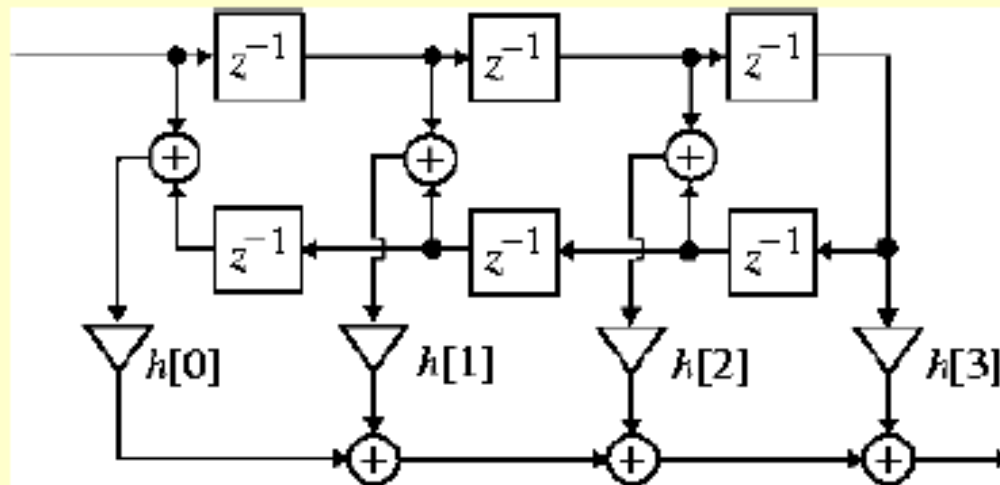 z⁻¹ z⁻¹ z⁻¹
+ + +
z⁻¹ z⁻¹ z⁻¹
h[0] h[1] h[2] h[3]
+ + +